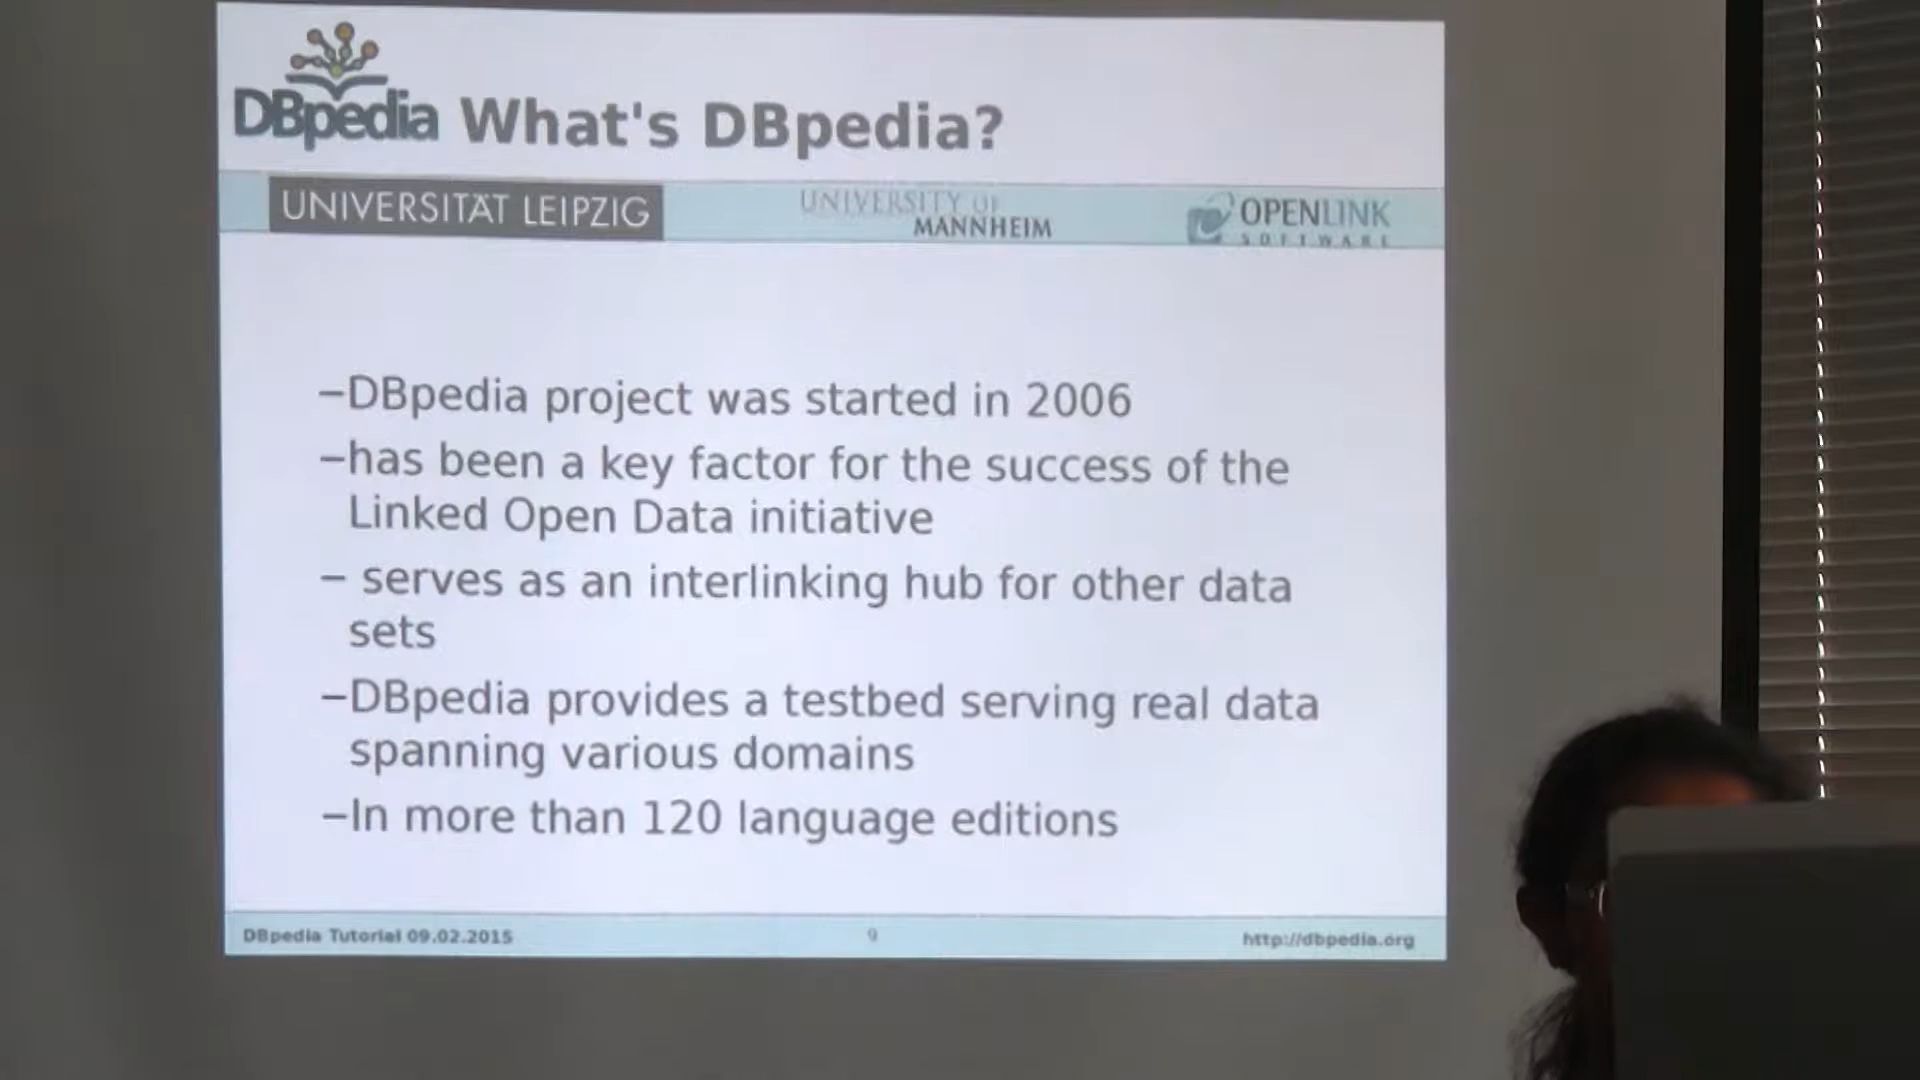 DBpedia What's DBpedia?
UNIVERSITÄT LEIPZIG
UNIVERSITY OF
MANNHEIM
OPENLINK
SOFTWARE
–DBpedia project was started in 2006
–has been a key factor for the success of the
Linked Open Data initiative
– serves as an interlinking hub for other data
sets
–DBpedia provides a testbed serving real data
spanning various domains
–In more than 120 language editions
DBpedia Tutorial 09.02.2015
9
http://dbpedia.org